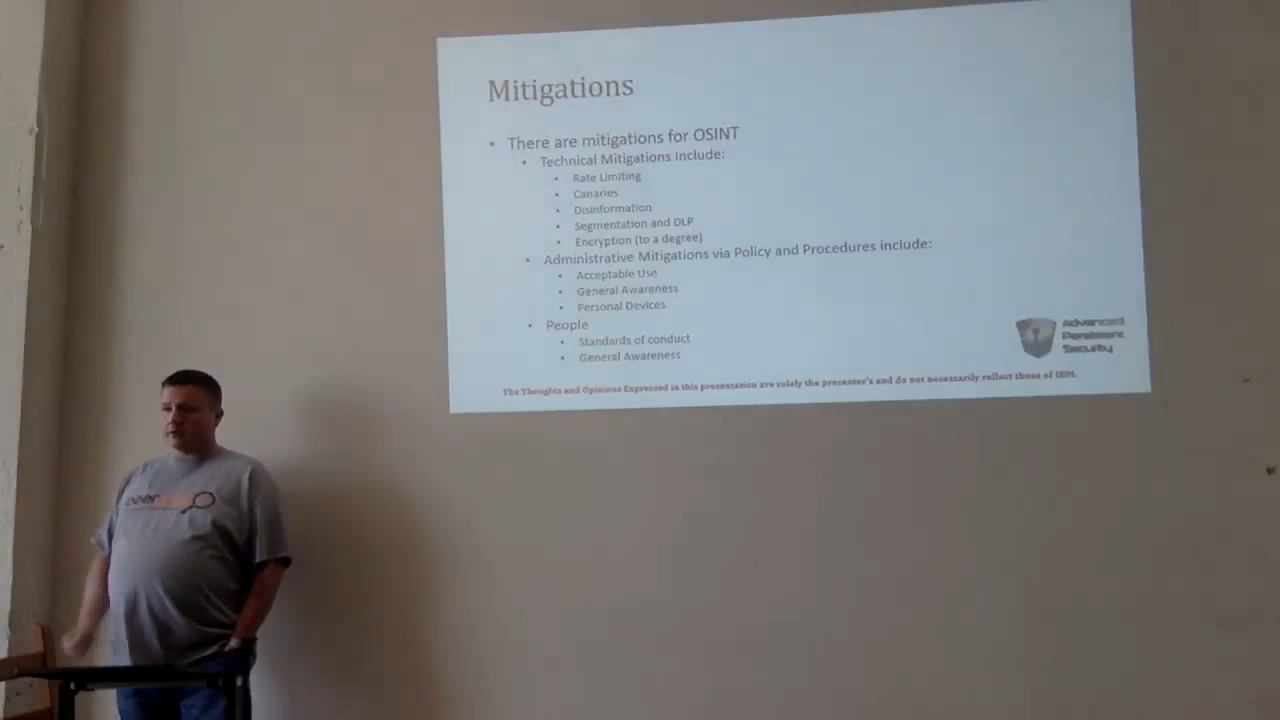 Mitigations
• There are mitigations for OSINT
• Technical Mitigations Include:
• Rate Limiting
• Canaries
• Disinformation
• Segmentation and DLP
• Encryption (to a degree)
• Administrative Mitigations via Policy and Procedures include:
• Acceptable Use
• General Awareness
• Personal Devices
• People
• Standards of conduct
• General Awareness
Advanced
Persistent
Security
The Thoughts and Opinions Expressed in this presentation are solely the presenter's and do not necessarily reflect those of IBM.